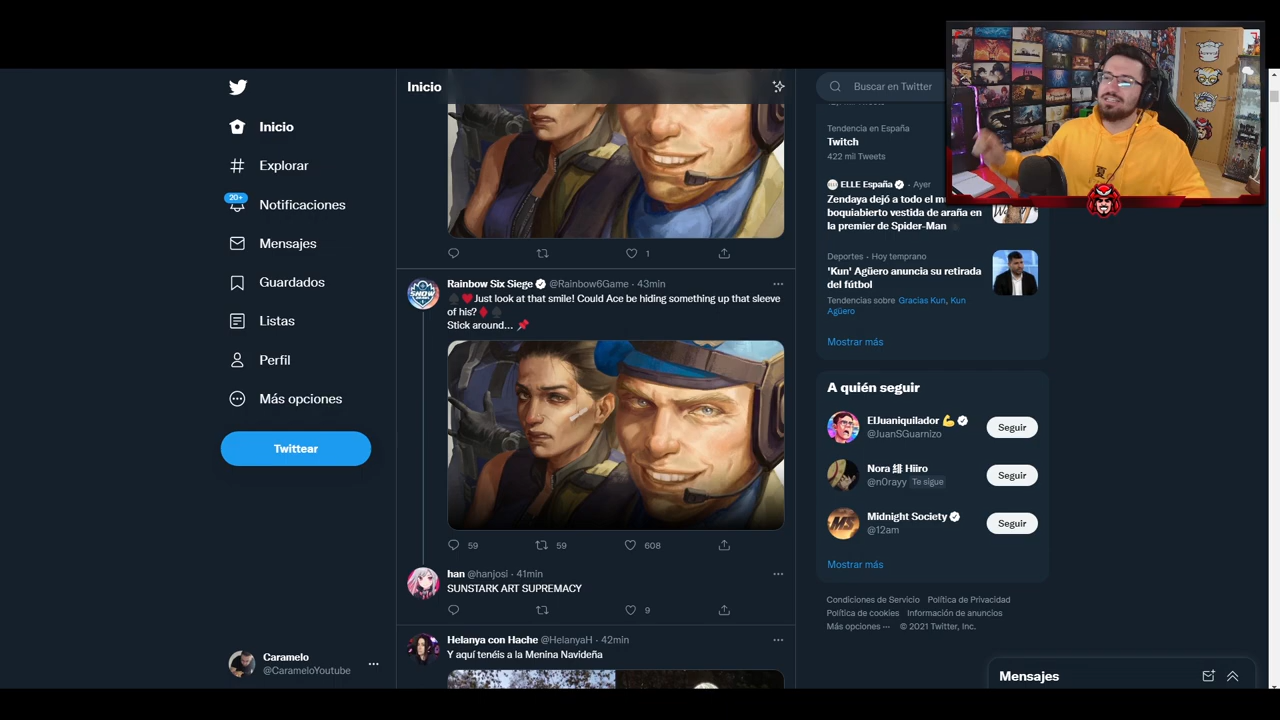 Inicio
Explorar
20+
Notificaciones
Mensajes
Guardados
Listas
Perfil
Más opciones
Twittear
Caramelo
@CarameloYoutube
Inicio
1
Rainbow Six Siege @Rainbow6Game · 43min
Just look at that smile! Could Ace be hiding something up that sleeve
of his?
Stick around...
59 59 608
han @hanjosi · 41min
SUNSTARK ART SUPREMACY
9
Helanya con Hache @HelanyaH · 42min
Y aquí tenéis a la Menina Navideña
Buscar en Twitter
Tendencia en España
Twitch
422 mil Tweets
ELLE España · Ayer
Zendaya dejó a todo el
boquiabierto vestida de araña en
la premier de Spider-Man
Deportes · Hoy temprano
'Kun' Agüero anuncia su retirada
del fútbol
Tendencias sobre Gracias Kun, Kun
Agüero
Mostrar más
A quién seguir
ElJuaniquilador
@JuanSGuarnizo
Seguir
Nora 緋 Hiiro
@n0rayy Te sigue
Seguir
Midnight Society
@12am
Seguir
Mostrar más
Condiciones de Servicio Política de Privacidad
Política de cookies Información de anuncios
Más opciones ··· © 2021 Twitter, Inc.
Mensajes